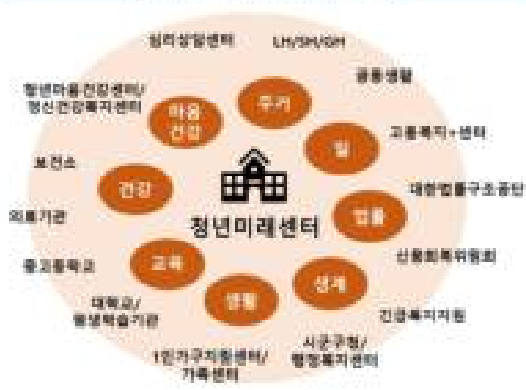 심리상담센터
LH/SH/GH
공동생활
청년마음건강센터/
정신건강복지센터
마음
건강
주거
일
고용복지+센터
보건소
건강
대한법률구조공단
법률
의료기관
청년미래센터
신용회복위원회
중고등학교
교육
생계
생활
긴급복지지원
대학교/
평생학습기관
시군구청/
행정복지센터
1인가구지원센터/
가족센터